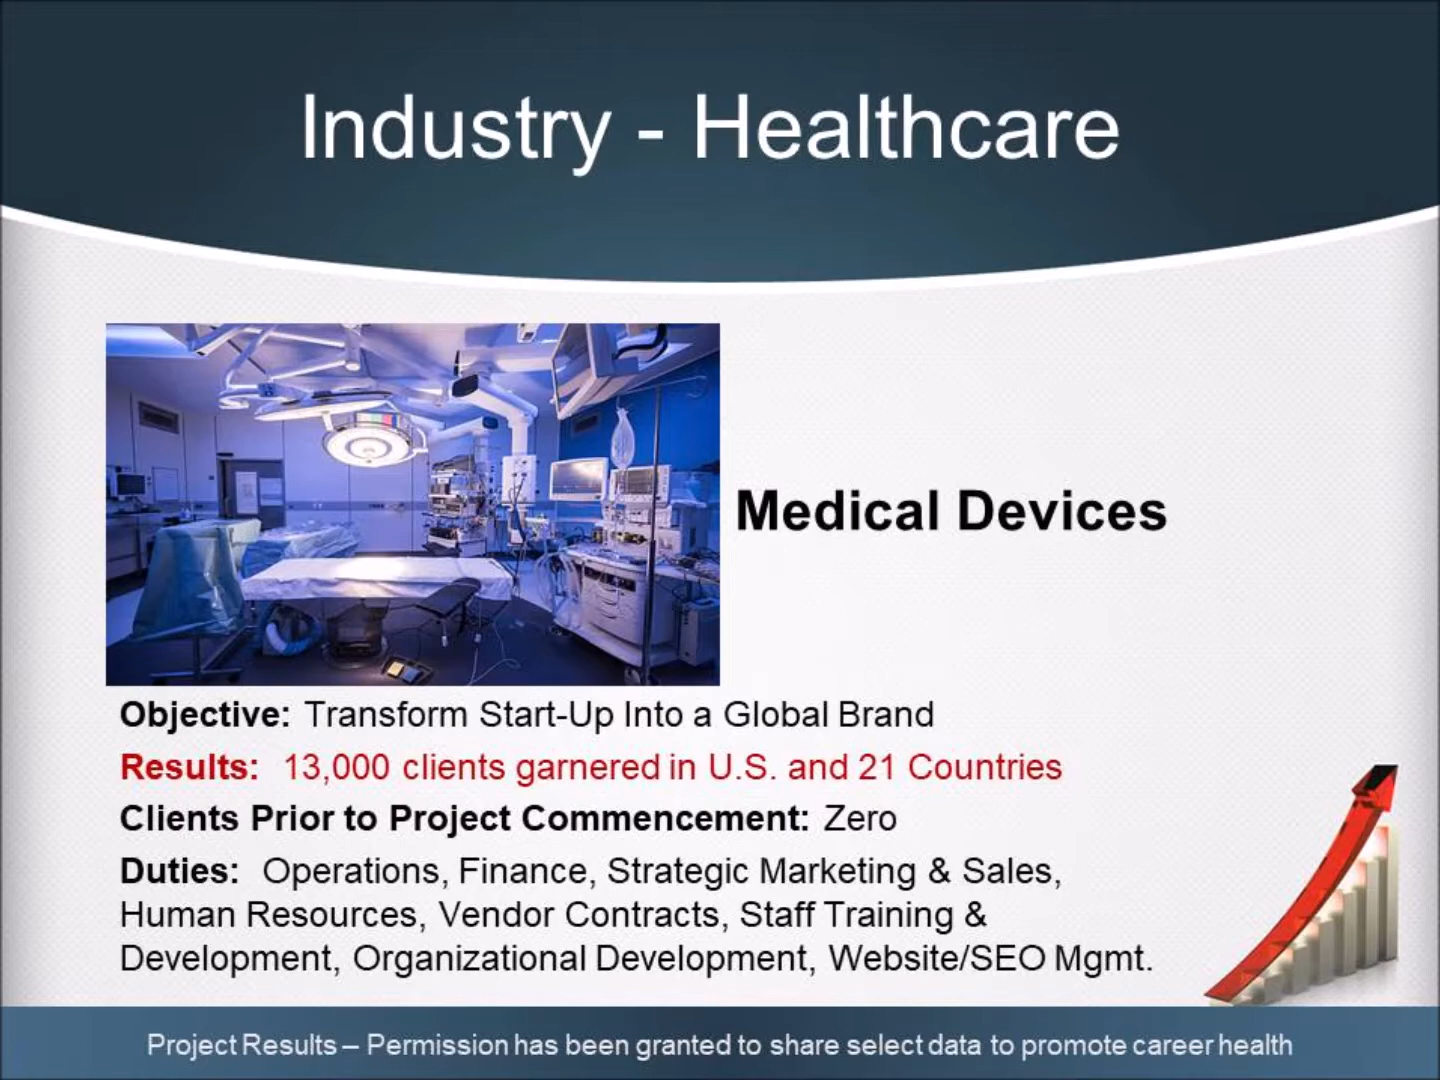 Industry - Healthcare
Medical Devices
Objective: Transform Start-Up Into a Global Brand
Results: 13,000 clients garnered in U.S. and 21 Countries
Clients Prior to Project Commencement: Zero
Duties: Operations, Finance, Strategic Marketing & Sales,
Human Resources, Vendor Contracts, Staff Training &
Development, Organizational Development, Website/SEO Mgmt.
Project Results – Permission has been granted to share select data to promote career health